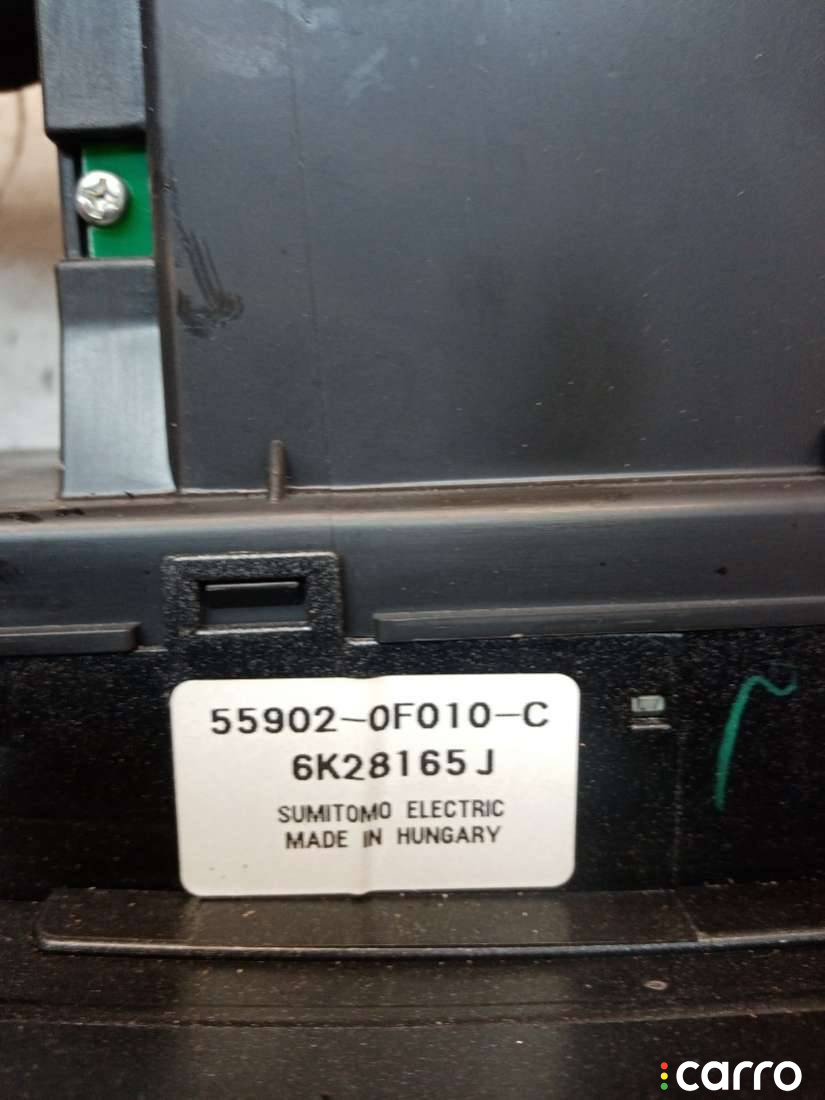 55902-0F010-C
6K28165J
SUMITOMO ELECTRIC
MADE IN HUNGARY
carro